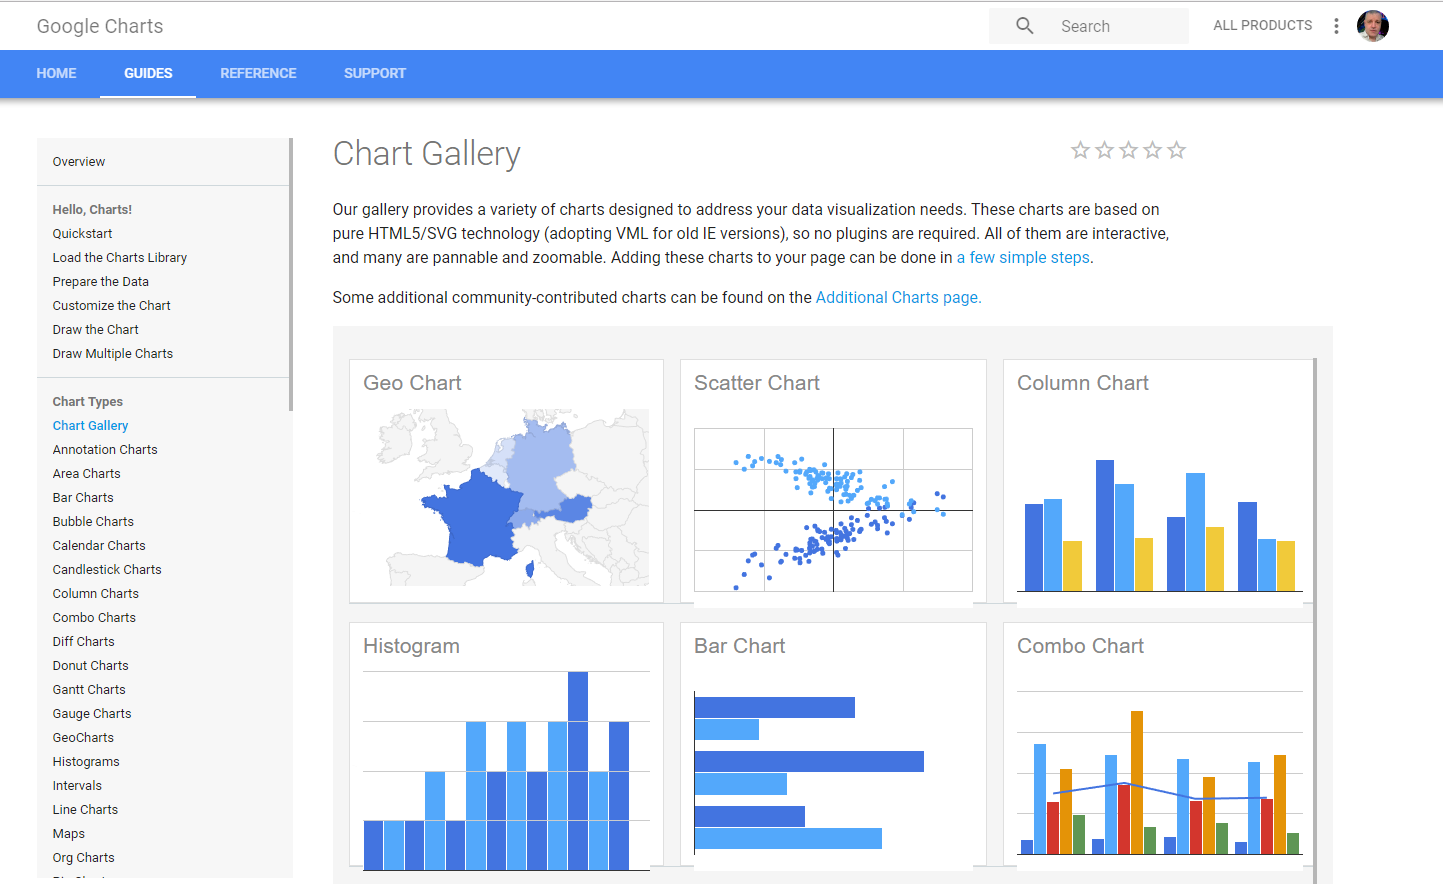 Google Charts
Search
ALL PRODUCTS
HOME
GUIDES
REFERENCE
SUPPORT
Overview
Hello, Charts!
Quickstart
Load the Charts Library
Prepare the Data
Customize the Chart
Draw the Chart
Draw Multiple Charts
Chart Types
Chart Gallery
Annotation Charts
Area Charts
Bar Charts
Bubble Charts
Calendar Charts
Candlestick Charts
Column Charts
Combo Charts
Diff Charts
Donut Charts
Gantt Charts
Gauge Charts
GeoCharts
Histograms
Intervals
Line Charts
Maps
Org Charts
Chart Gallery
Our gallery provides a variety of charts designed to address your data visualization needs. These charts are based on
pure HTML5/SVG technology (adopting VML for old IE versions), so no plugins are required. All of them are interactive,
and many are pannable and zoomable. Adding these charts to your page can be done in a few simple steps.
Some additional community-contributed charts can be found on the Additional Charts page.
Geo Chart
Scatter Chart
Column Chart
Histogram
Bar Chart
Combo Chart